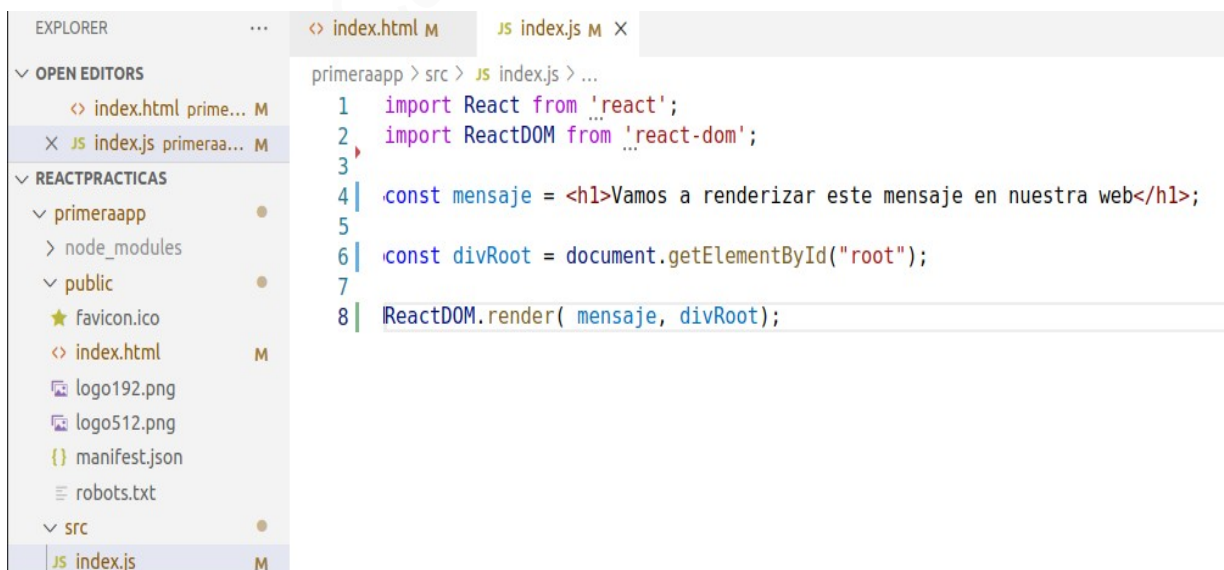 EXPLORER ...
index.html M JS index.js M ×
OPEN EDITORS
index.html prime... M
× JS index.js primeraa... M
REACTPRACTICAS
primeraapp
node_modules
public
favicon.ico
index.html M
logo192.png
logo512.png
{} manifest.json
robots.txt
src
JS index.js M
primeraapp > src > JS index.js > ...
1 import React from 'react';
2 import ReactDOM from 'react-dom';
3
4 const mensaje = <h1>Vamos a renderizar este mensaje en nuestra web</h1>;
5
6 const divRoot = document.getElementById("root");
7
8 ReactDOM.render( mensaje, divRoot);